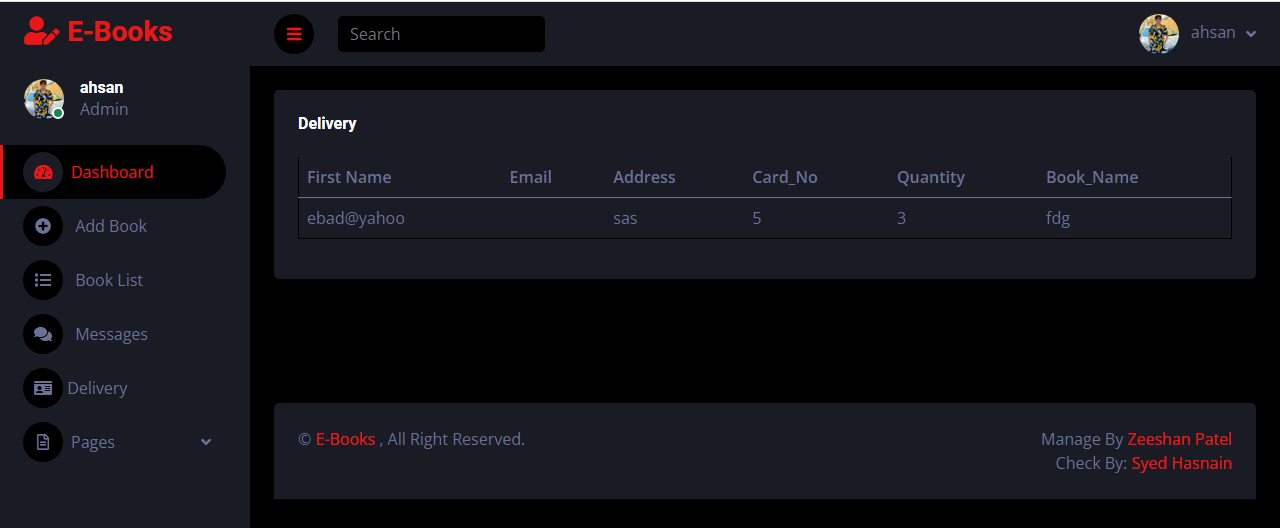 E-Books
Search
ahsan
ahsan
Admin
Dashboard
Add Book
Book List
Messages
Delivery
Pages
Delivery
First Name Email Address Card_No Quantity Book_Name
ebad@yahoo sas 5 3 fdg
© E-Books , All Right Reserved.
Manage By Zeeshan Patel
Check By: Syed Hasnain